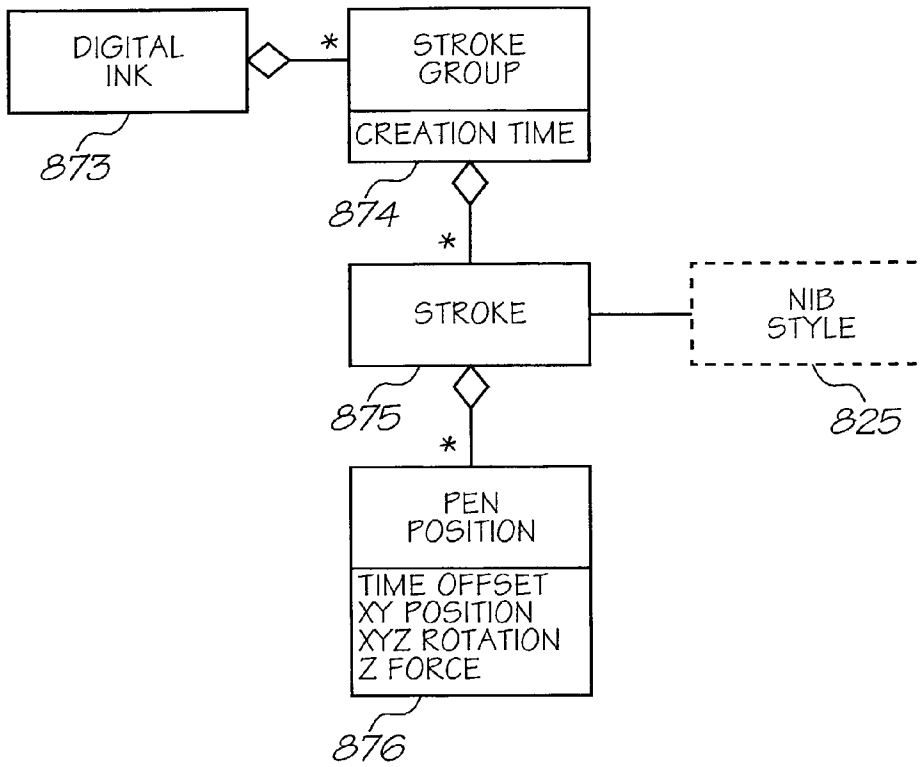 DIGITAL
INK
873
*
STROKE
GROUP
CREATION TIME
874
*
STROKE
875
NIB
STYLE
825
*
PEN
POSITION
TIME OFFSET
XY POSITION
XYZ ROTATION
Z FORCE
876